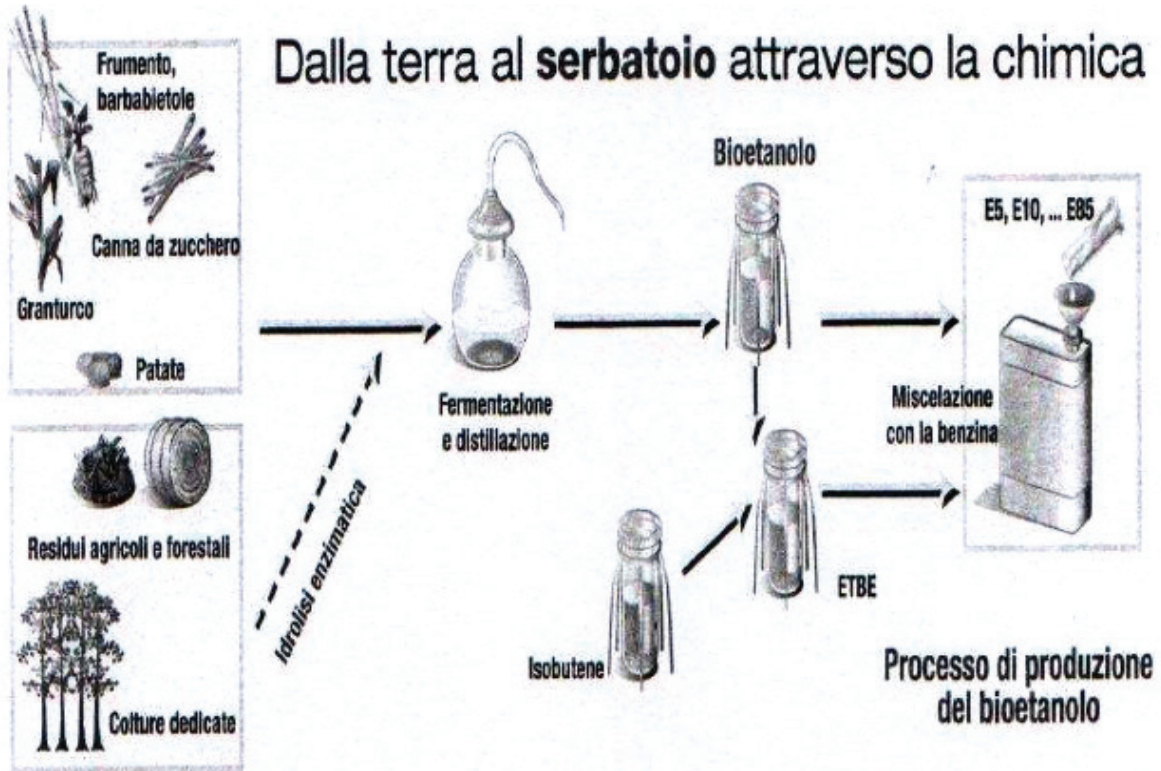 Dalla terra al serbatoio attraverso la chimica
Frumento,
barbabietole
Canna da zucchero
Granturco
Patate
Residui agricoli e forestali
Colture dedicate
Idrolisi enzimatica
Fermentazione
e distillazione
Bioetanolo
Isobutene
ETBE
E5, E10, ... E85
Miscelazione
con la benzina
Processo di produzione
del bioetanolo